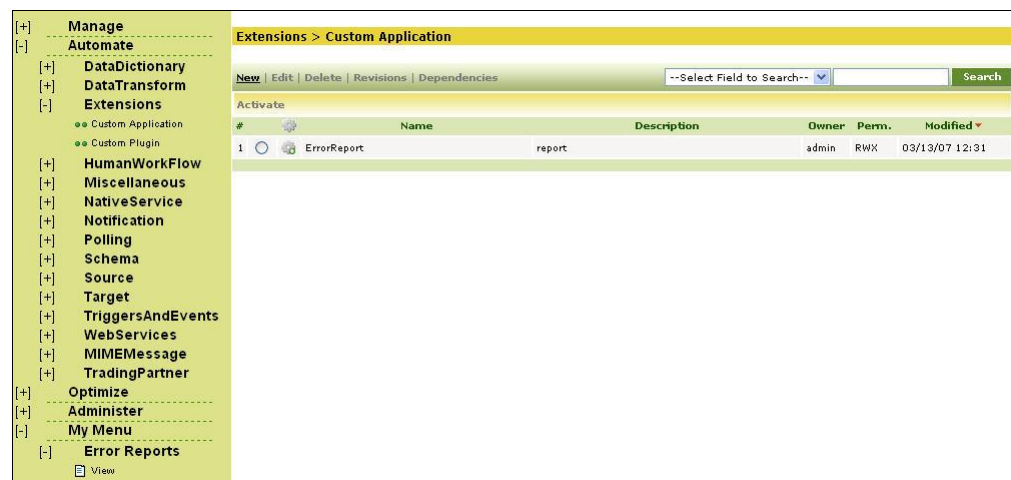 [+] Manage
[-] Automate
[+] DataDictionary
[+] DataTransform
[-] Extensions
Custom Application
Custom Plugin
[+] HumanWorkFlow
[+] Miscellaneous
[+] NativeService
[+] Notification
[+] Polling
[+] Schema
[+] Source
[+] Target
[+] TriggersAndEvents
[+] WebServices
[+] MIMEMessage
[+] TradingPartner
[+] Optimize
[+] Administer
[-] My Menu
[-] Error Reports
View
Extensions > Custom Application
New | Edit | Delete | Revisions | Dependencies --Select Field to Search-- Search
Activate
# Name Description Owner Perm. Modified
1 ErrorReport report admin RWX 03/13/07 12:31